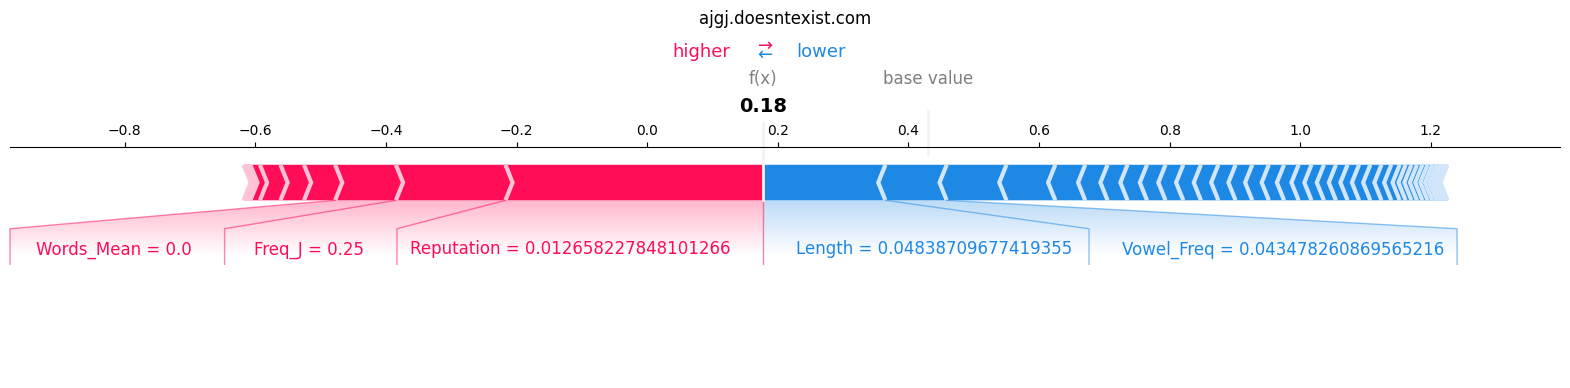 ajgj.doesntexist.com
higher ⇄ lower
f(x) base value
0.18
−0.8 −0.6 −0.4 −0.2 0.0 0.2 0.4 0.6 0.8 1.0 1.2
Words_Mean = 0.0 Freq_J = 0.25 Reputation = 0.012658227848101266 Length = 0.04838709677419355 Vowel_Freq = 0.043478260869565216